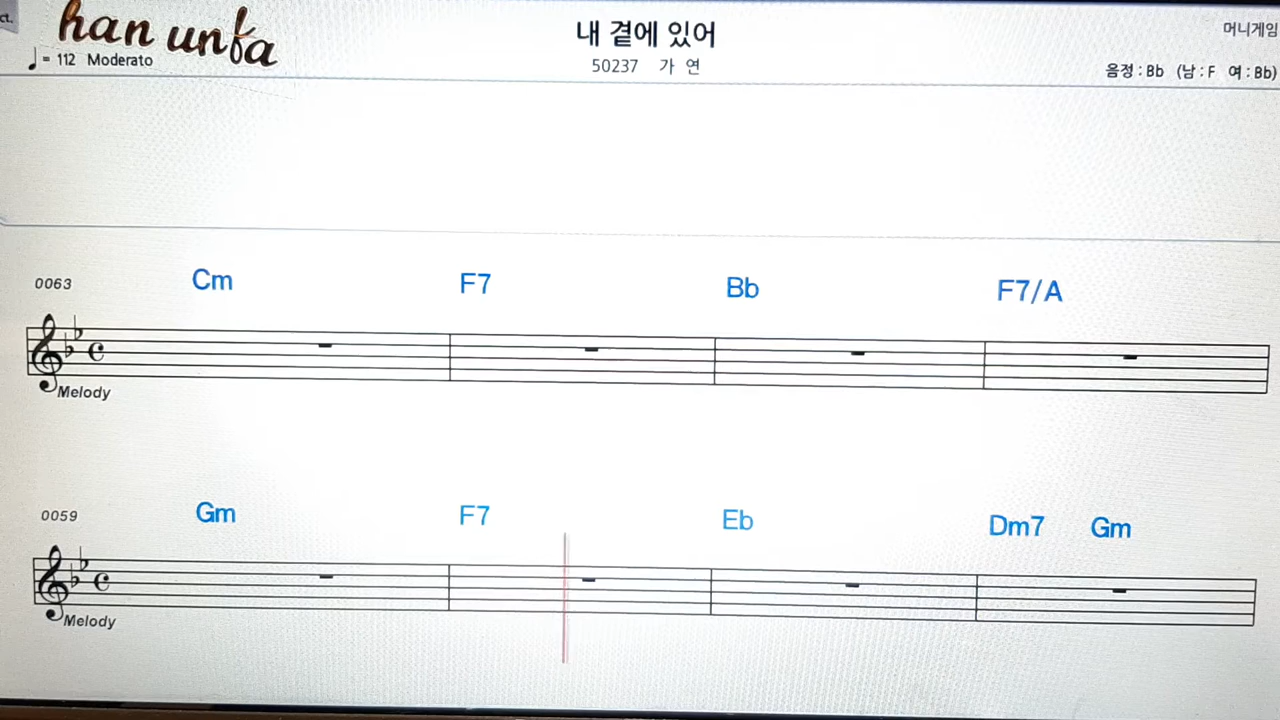 ct.
han unfa
내 곁에 있어
머니게임
♩= 112 Moderato
50237 가 연
음정 : Bb (남 : F 여 : Bb)
0063 Cm F7 Bb F7/A
Melody
0059 Gm F7 Eb Dm7 Gm
Melody